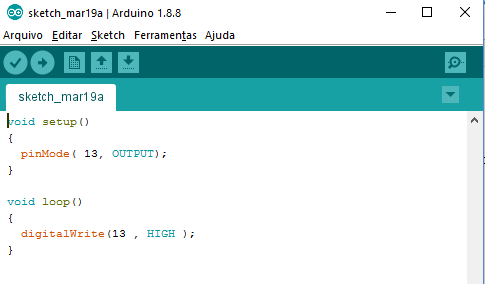 sketch_mar19a | Arduino 1.8.8
Arquivo Editar Sketch Ferramentas Ajuda
sketch_mar19a
void setup()
{
  pinMode( 13, OUTPUT);
}
void loop()
{
  digitalWrite(13 , HIGH );
}